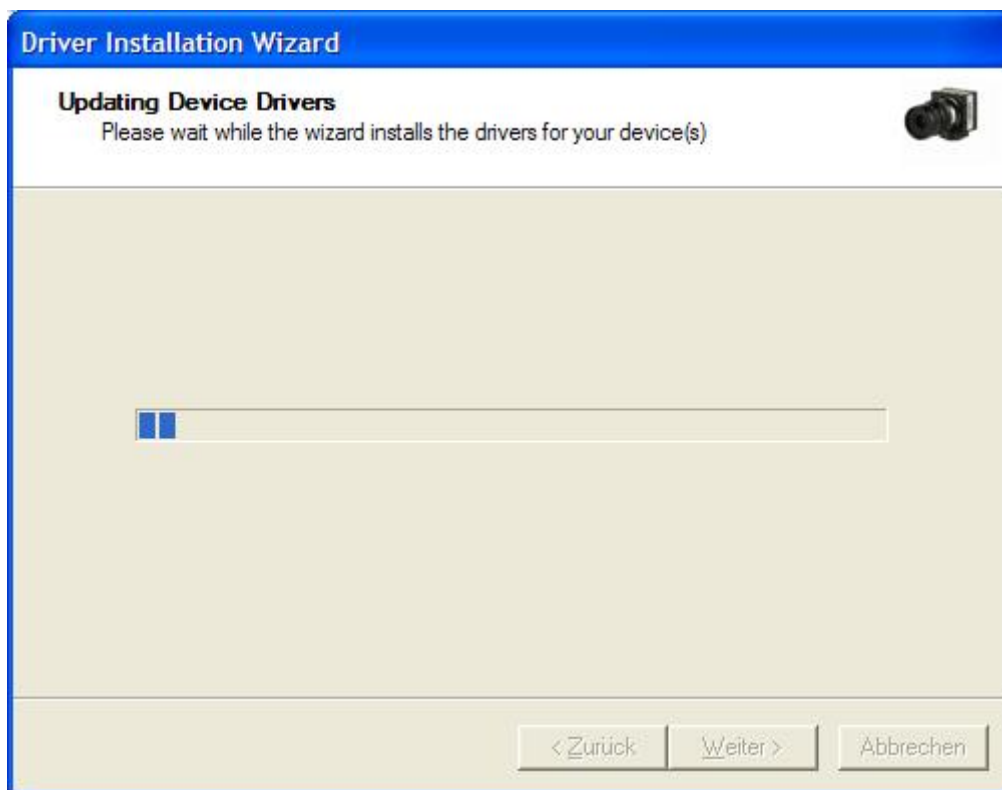 Driver Installation Wizard
Updating Device Drivers
Please wait while the wizard installs the drivers for your device(s)
< Zurück Weiter > Abbrechen